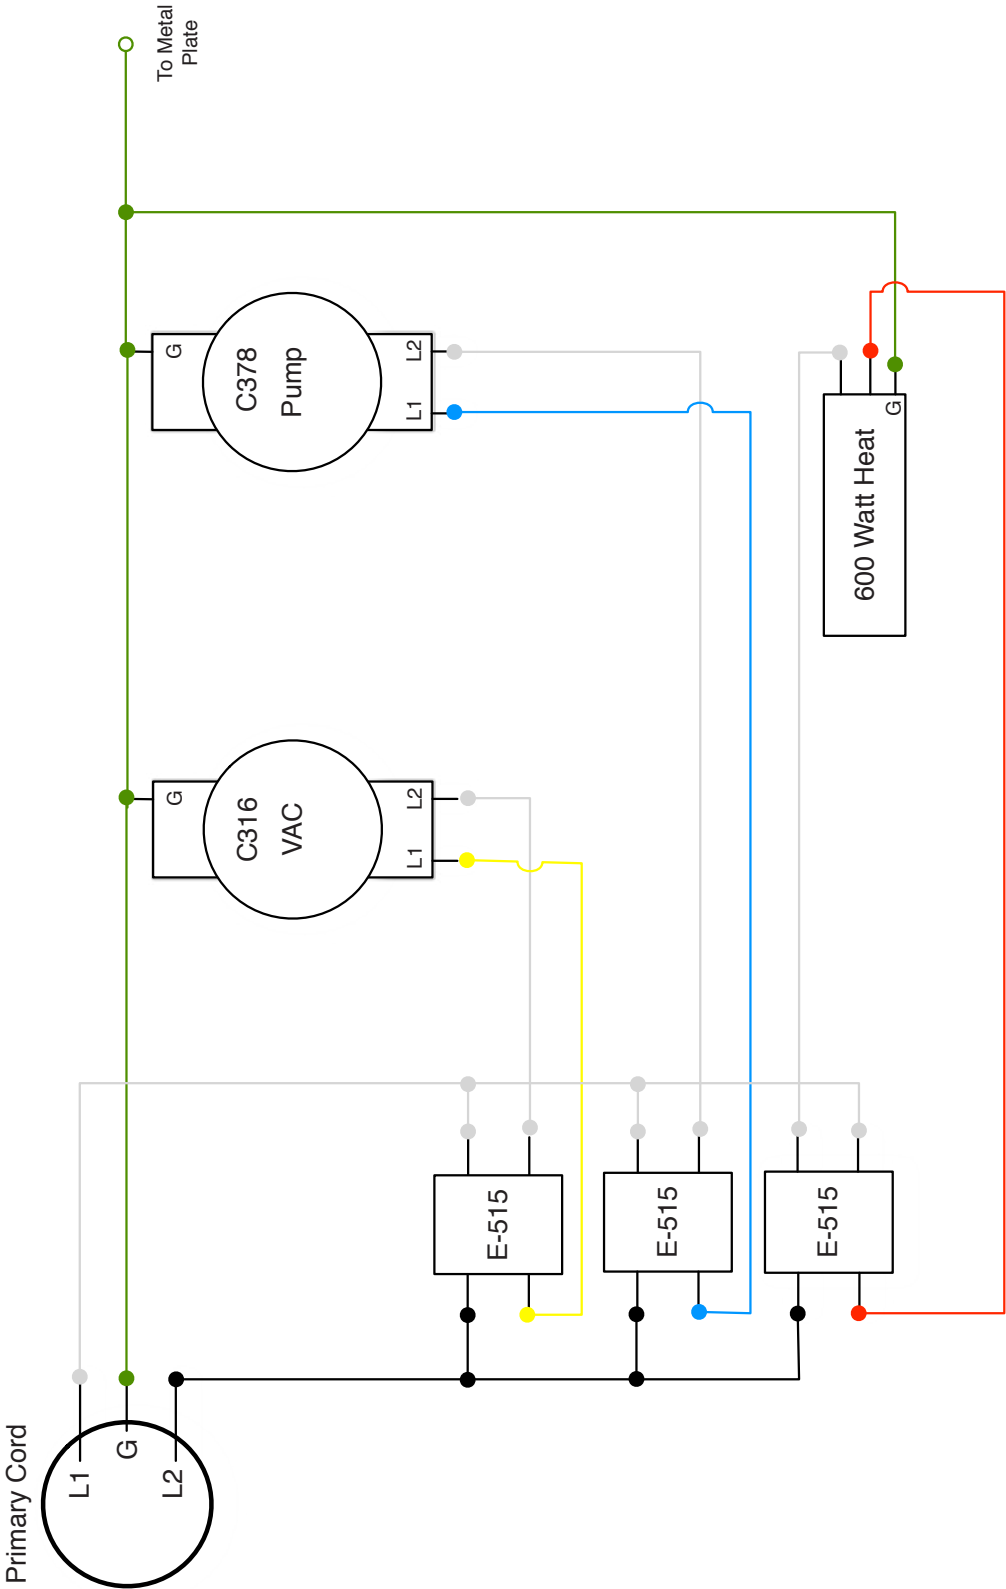 Primary Cord
L1
G
L2
G
C316
VAC
L1
L2
G
C378
Pump
L1
L2
To Metal
Plate
E-515
E-515
E-515
600 Watt Heat
G